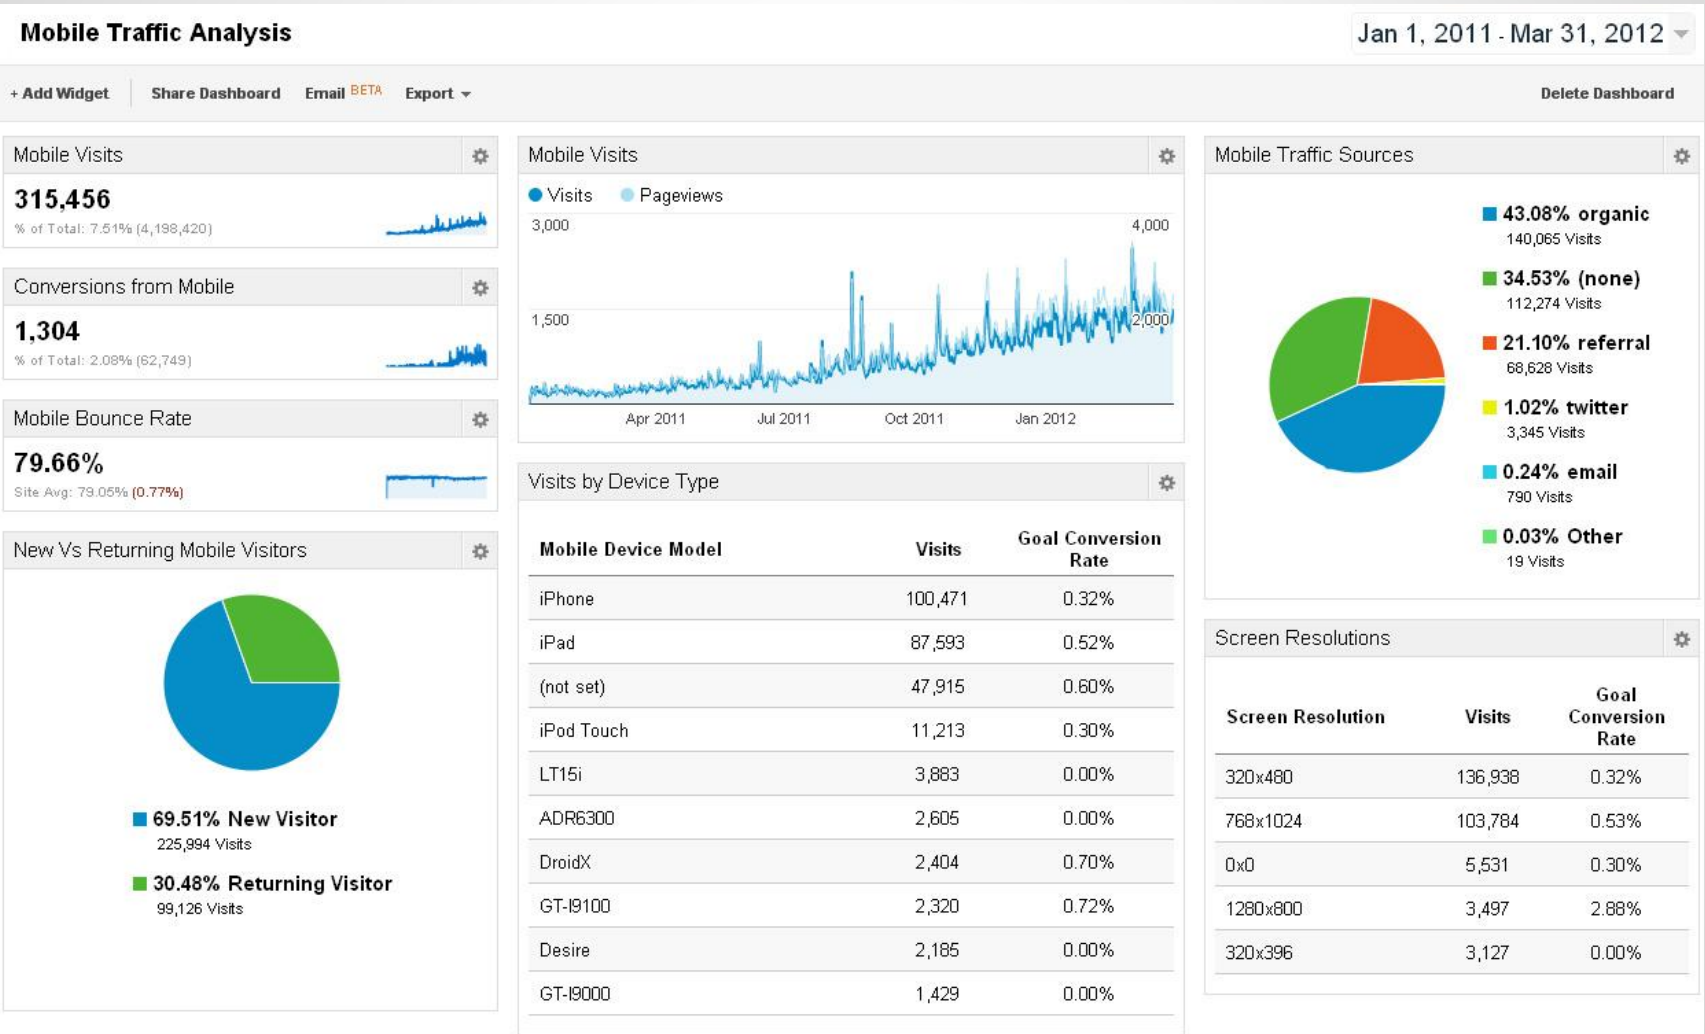 Mobile Traffic Analysis
Jan 1, 2011 - Mar 31, 2012
+ Add Widget
Share Dashboard
Email BETA
Export
Delete Dashboard
Mobile Visits
315,456
% of Total: 7.51% (4,198,420)
Conversions from Mobile
1,304
% of Total: 2.08% (62,749)
Mobile Bounce Rate
79.66%
Site Avg: 79.05% (0.77%)
New Vs Returning Mobile Visitors
69.51% New Visitor
225,994 Visits
30.48% Returning Visitor
99,126 Visits
Mobile Visits
Visits Pageviews
3,000 4,000
1,500 2,000
Apr 2011 Jul 2011 Oct 2011 Jan 2012
Visits by Device Type
Mobile Device Model Visits Goal Conversion
Rate
iPhone 100,471 0.32%
iPad 87,593 0.52%
(not set) 47,915 0.60%
iPod Touch 11,213 0.30%
LT15i 3,883 0.00%
ADR6300 2,605 0.00%
DroidX 2,404 0.70%
GT-I9100 2,320 0.72%
Desire 2,185 0.00%
GT-I9000 1,429 0.00%
Mobile Traffic Sources
43.08% organic
140,065 Visits
34.53% (none)
112,274 Visits
21.10% referral
68,628 Visits
1.02% twitter
3,345 Visits
0.24% email
790 Visits
0.03% Other
19 Visits
Screen Resolutions
Screen Resolution Visits Goal
Conversion
Rate
320x480 136,938 0.32%
768x1024 103,784 0.53%
0x0 5,531 0.30%
1280x800 3,497 2.88%
320x396 3,127 0.00%